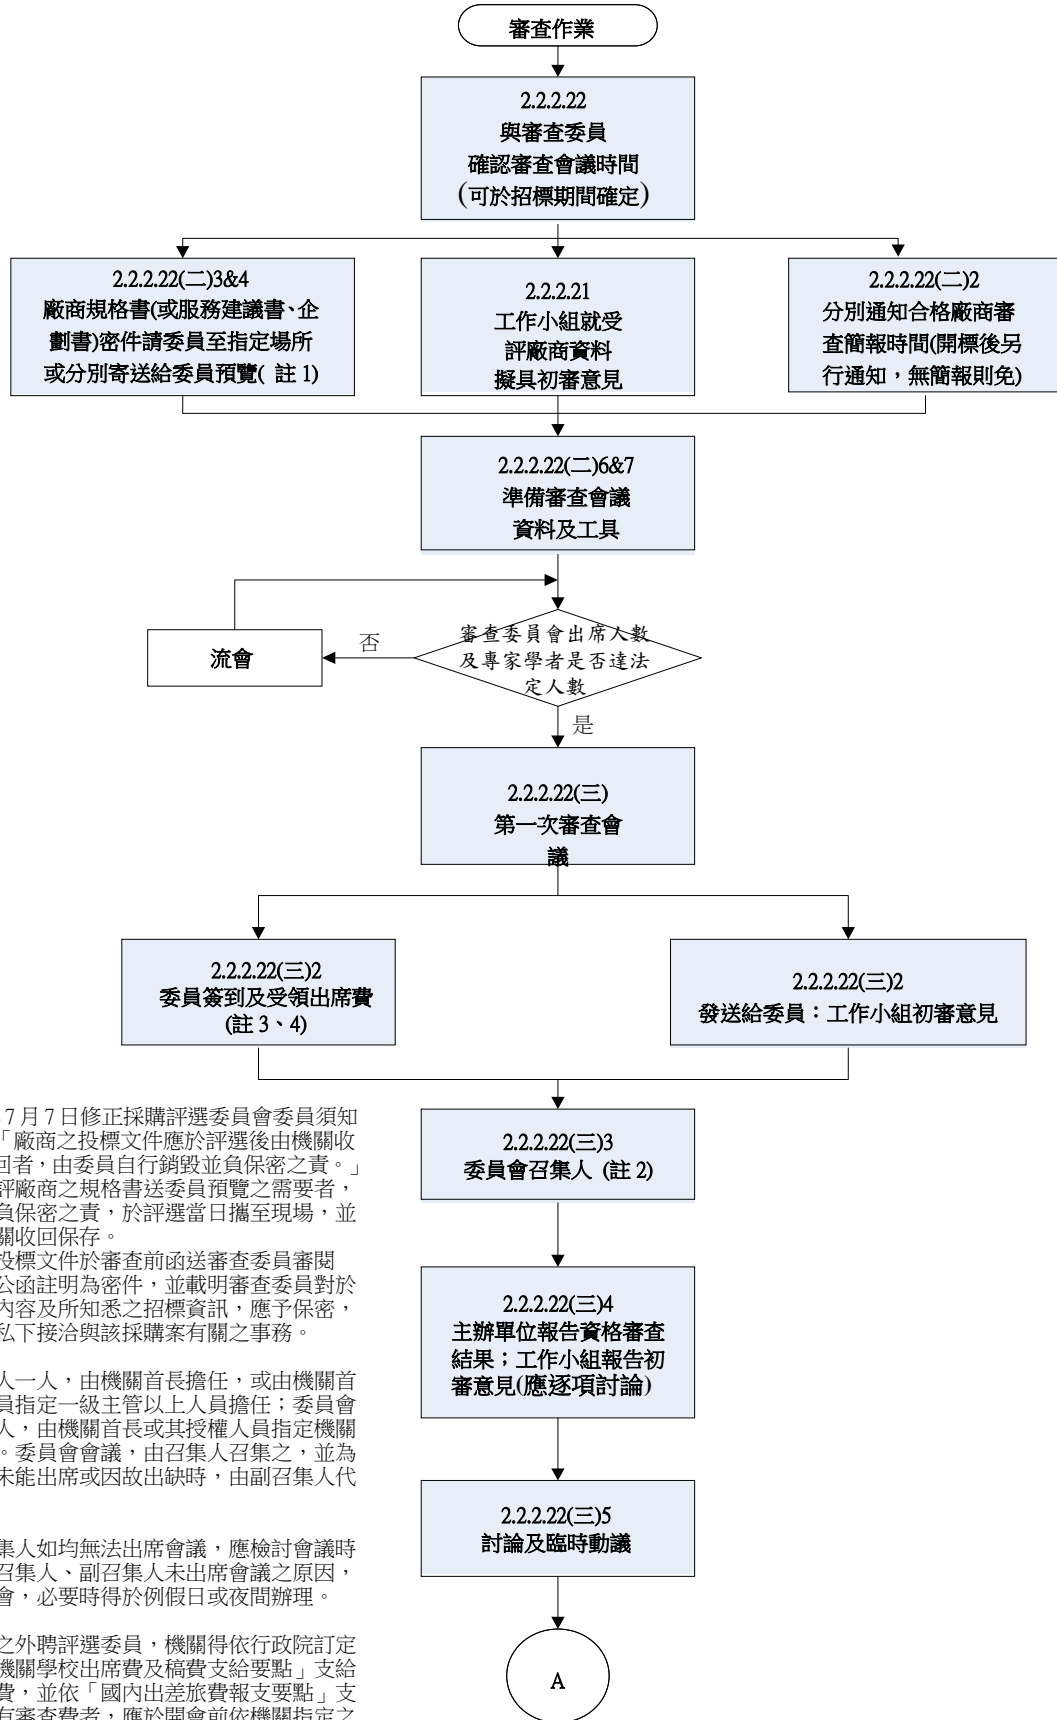 審查作業
2.2.2.22
與審查委員
確認審查會議時間
(可於招標期間確定)
2.2.2.22(二)3&4
廠商規格書(或服務建議書、企
劃書)密件請委員至指定場所
或分別寄送給委員預覽( 註 1)
2.2.2.21
工作小組就受
評廠商資料
擬具初審意見
2.2.2.22(二)2
分別通知合格廠商審
查簡報時間(開標後另
行通知，無簡報則免)
2.2.2.22(二)6&7
準備審查會議
資料及工具
審查委員會出席人數
及專家學者是否達法
定人數
否
流會
是
2.2.2.22(三)
第一次審查會
議
2.2.2.22(三)2
委員簽到及受領出席費
(註 3、4)
2.2.2.22(三)2
發送給委員：工作小組初審意見
7 月 7 日修正採購評選委員會委員須知
「廠商之投標文件應於評選後由機關收
回者，由委員自行銷毀並負保密之責。」
評廠商之規格書送委員預覽之需要者，
負保密之責，於評選當日攜至現場，並
關收回保存。
投標文件於審查前函送審查委員審閱
公函註明為密件，並載明審查委員對於
內容及所知悉之招標資訊，應予保密，
私下接洽與該採購案有關之事務。
人一人，由機關首長擔任，或由機關首
員指定一級主管以上人員擔任；委員會
人，由機關首長或其授權人員指定機關
。委員會會議，由召集人召集之，並為
未能出席或因故出缺時，由副召集人代
集人如均無法出席會議，應檢討會議時
召集人、副召集人未出席會議之原因，
會，必要時得於例假日或夜間辦理。
之外聘評選委員，機關得依行政院訂定
機關學校出席費及稿費支給要點」支給
費，並依「國內出差旅費報支要點」支
有審查費者，應於開會前依機關指定之
2.2.2.22(三)3
委員會召集人 (註 2)
2.2.2.22(三)4
主辦單位報告資格審查
結果；工作小組報告初
審意見(應逐項討論)
2.2.2.22(三)5
討論及臨時動議
A